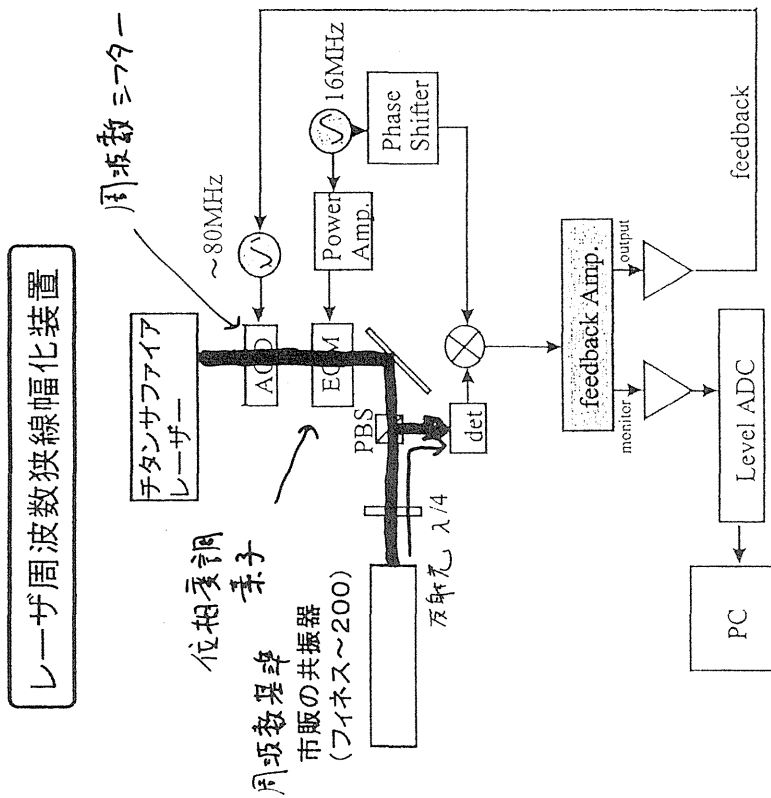 レーザ周波数狭線幅化装置
チタンサファイア
レーザー
周波数シフター
~80MHz
AOD
16MHz
EOM
Power
Amp.
Phase
Shifter
位相変調
素子
PBS
det
λ/4
反射光
周波数基準
市販の共振器
(フィネス~200)
feedback Amp.
monitor
output
feedback
Level ADC
PC